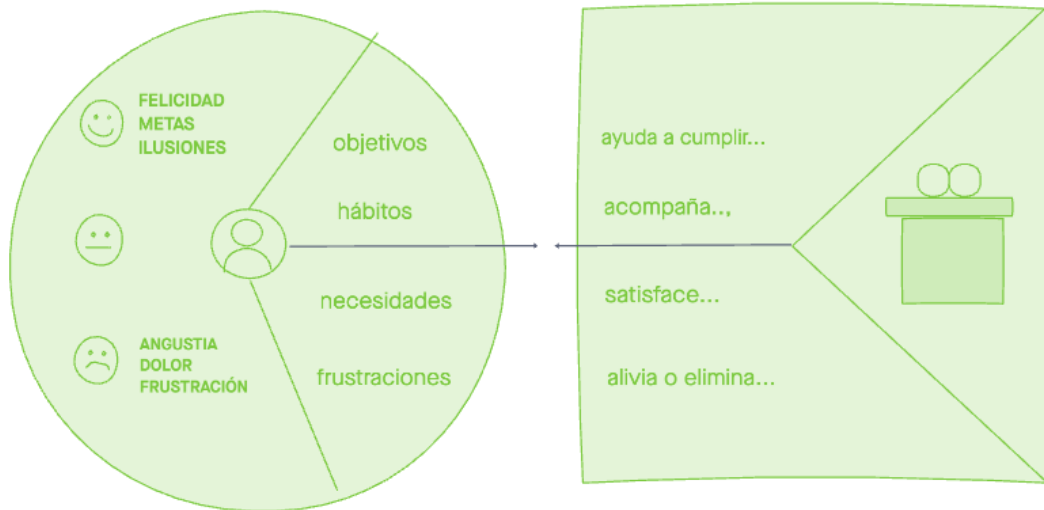 FELICIDAD
METAS
ILUSIONES
objetivos
hábitos
necesidades
frustraciones
ANGUSTIA
DOLOR
FRUSTRACIÓN
ayuda a cumplir...
acompaña..,
satisface...
alivia o elimina...